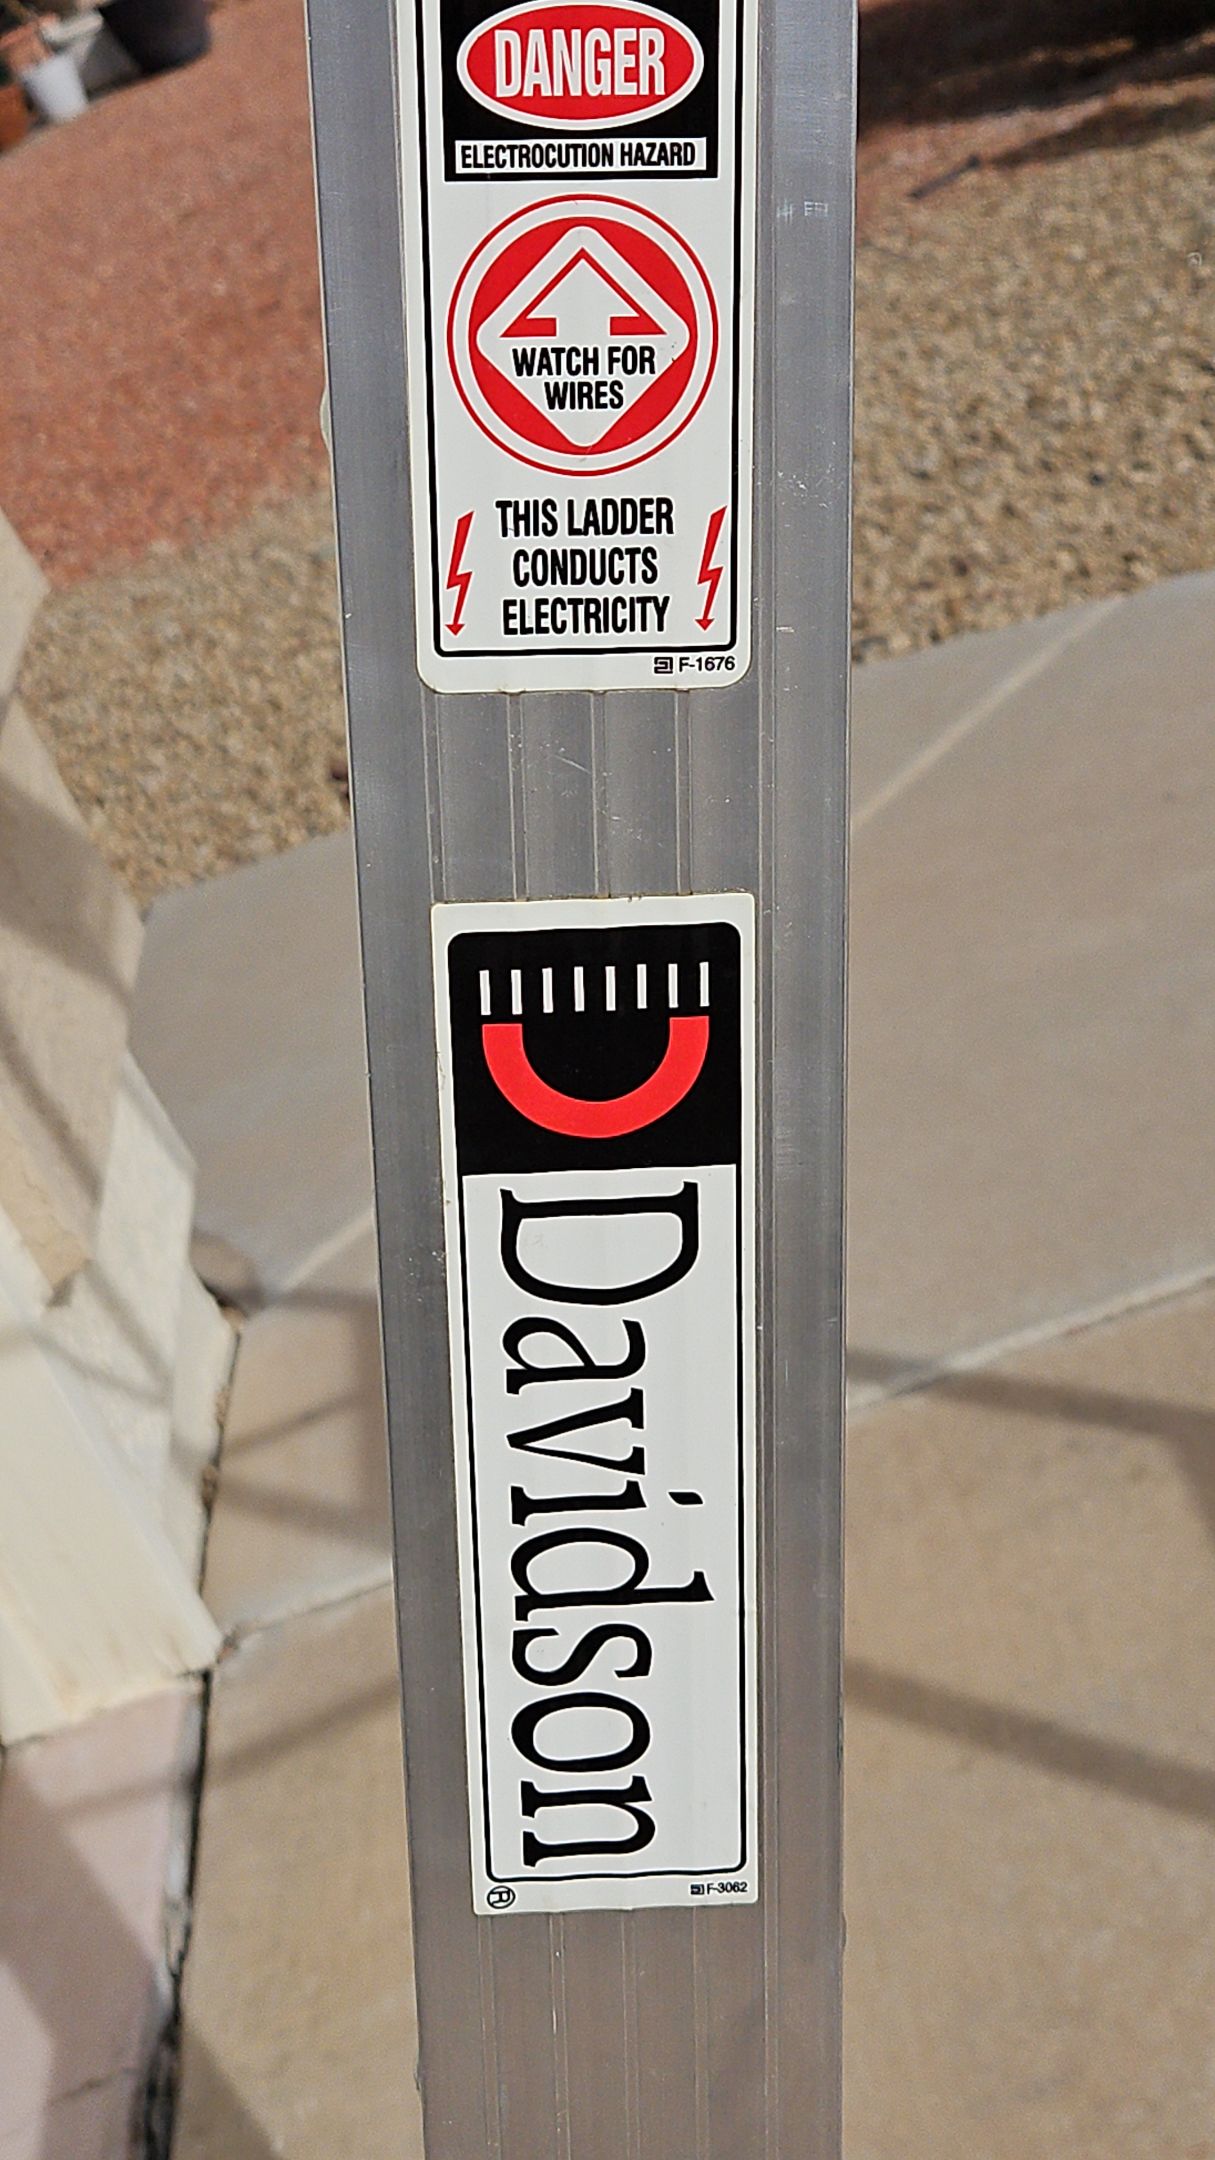 DANGER
ELECTROCUTION HAZARD
WATCH FOR
WIRES
THIS LADDER
CONDUCTS
ELECTRICITY
F-1676
Davidson
F-3062